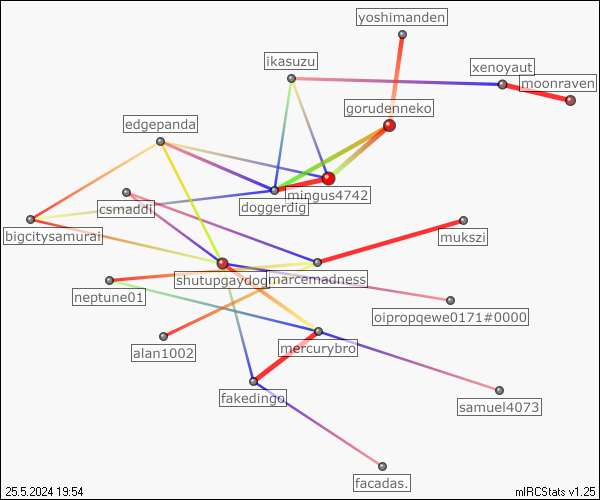 yoshimanden
ikasuzu
xenoyaut
moonraven
gorudenneko
edgepanda
mingus4742
csmaddi
doggerdig
bigcitysamurai
mukszi
shutupgaydog
marcemadness
neptune01
oipropqewe0171#0000
alan1002
mercurybro
fakedingo
samuel4073
facadas.
25.5.2024 19:54
mIRCStats v1.25